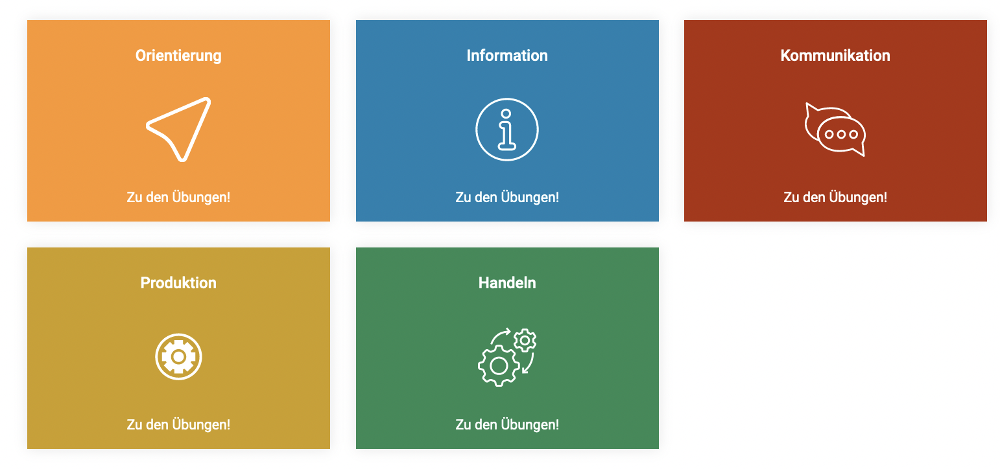 Orientierung
Zu den Übungen!
Information
Zu den Übungen!
Kommunikation
Zu den Übungen!
Produktion
Zu den Übungen!
Handeln
Zu den Übungen!